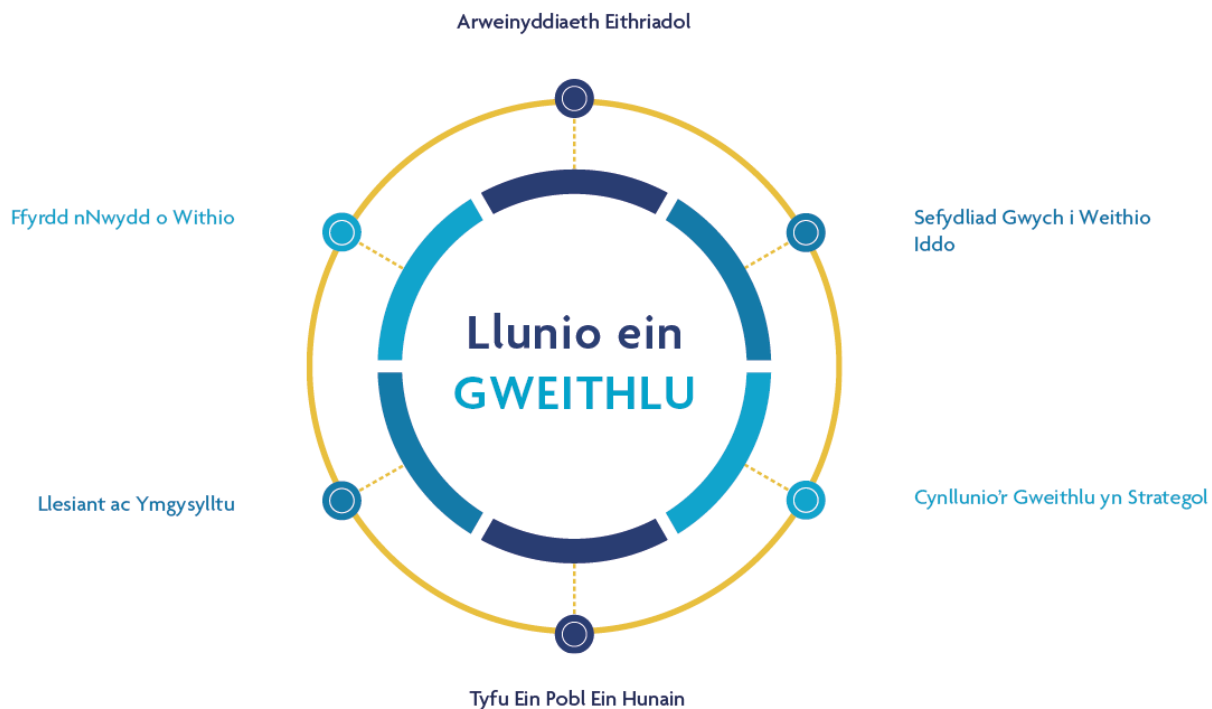 Arweinyddiaeth Eithriadol
Ffyrdd nNwydd o Withio
Sefydliad Gwych i Weithio
Iddo
Llunio ein
GWEITHLU
Llesiant ac Ymgysylltu
Cynllunio'r Gweithlu yn Strategol
Tyfu Ein Pobl Ein Hunain